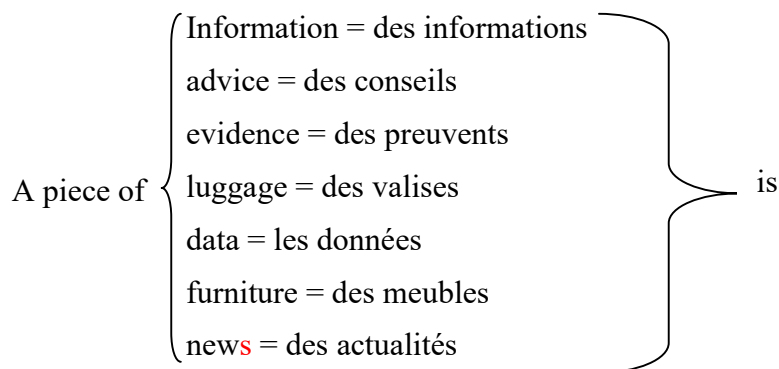 Information = des informations
advice = des conseils
evidence = des preuvents
A piece of luggage = des valises is
data = les données
furniture = des meubles
news = des actualités